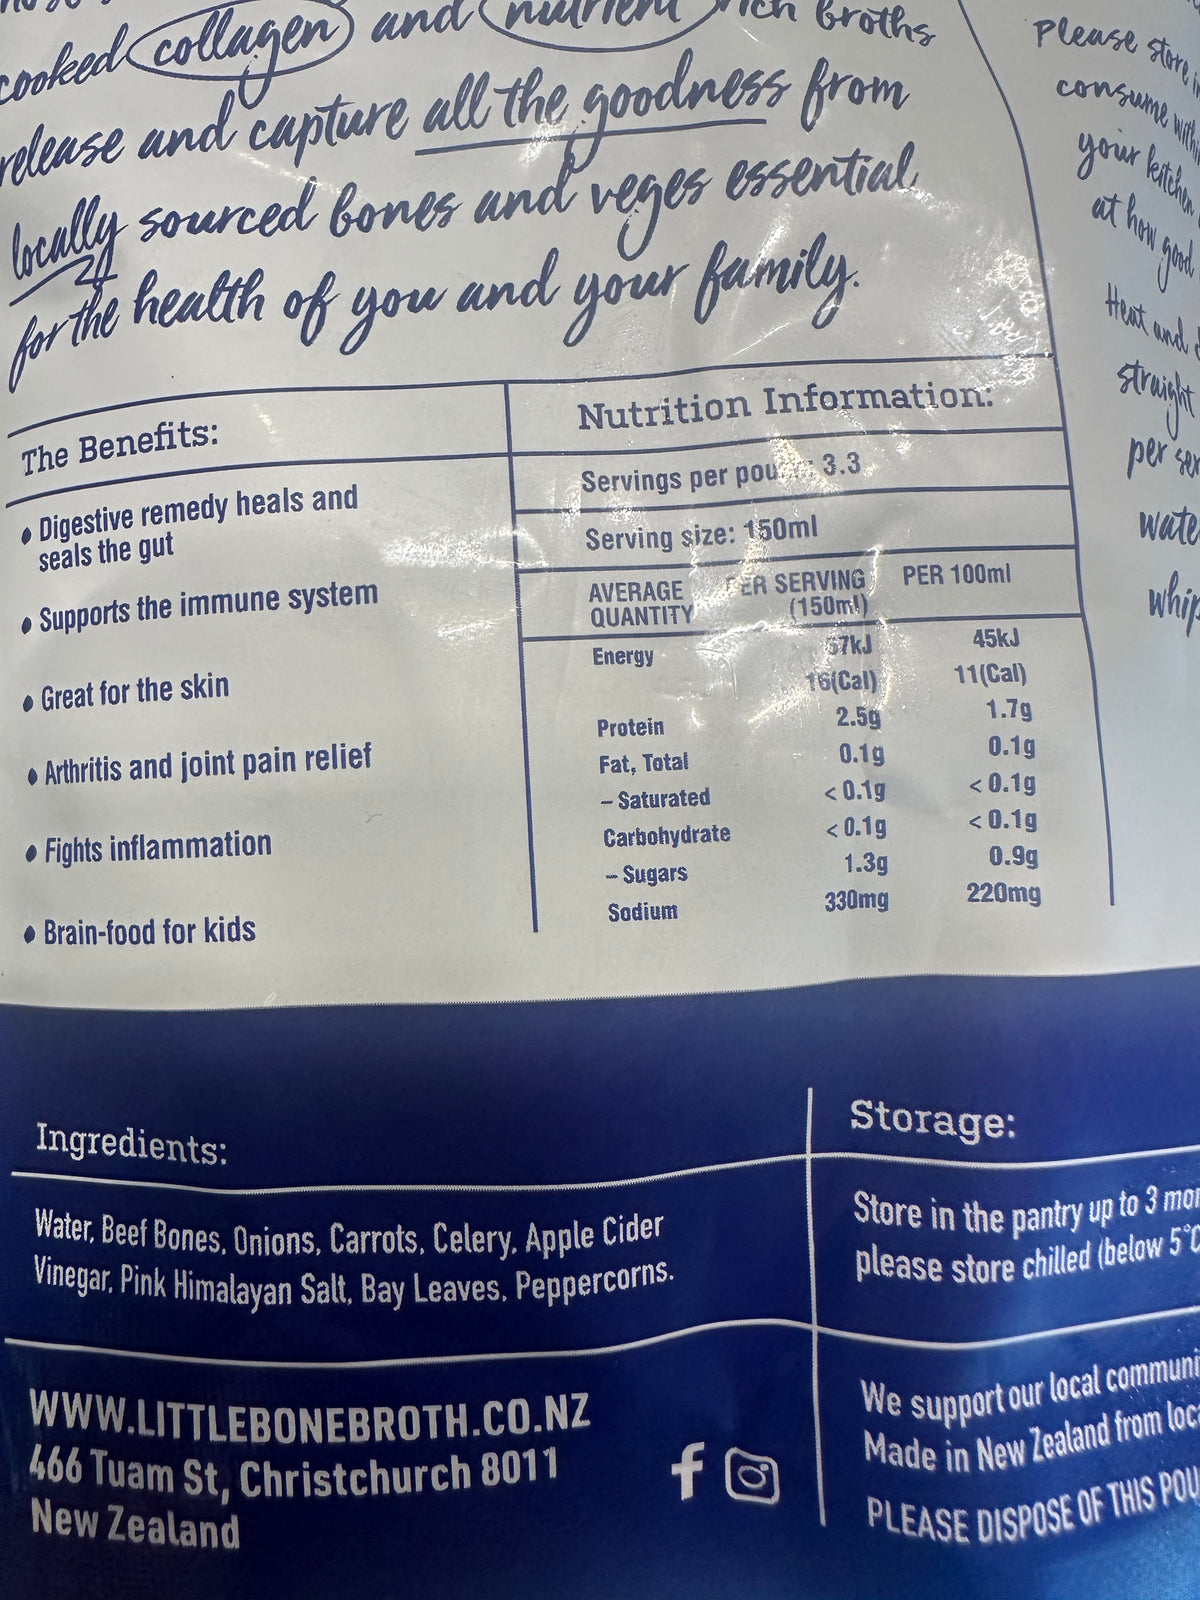 cooked collagen and nutrient rich broths
release and capture all the goodness from
locally sourced bones and veges essential
for the health of you and your family.
The Benefits:
• Digestive remedy heals and
seals the gut
• Supports the immune system
• Great for the skin
• Arthritis and joint pain relief
• Fights inflammation
• Brain-food for kids
Nutrition Information:
Servings per 3.3
Serving size: 150ml
AVERAGE QUANTITY PER SERVING (150ml) PER 100ml
Energy 45kJ
16(Cal) 11(Cal)
Protein 2.5g 1.7g
Fat, Total 0.1g 0.1g
– Saturated <0.1g <0.1g
Carbohydrate <0.1g <0.1g
– Sugars 1.3g 0.9g
Sodium 330mg 220mg
Please store
consume
your kitchen
at how good
Heat and
straight
per
Ingredients:
Water, Beef Bones, Onions, Carrots, Celery, Apple Cider
Vinegar, Pink Himalayan Salt, Bay Leaves, Peppercorns.
Storage:
Store in the pantry up to 3
please store chilled (below 5°C
WWW.LITTLEBONEBROTH.CO.NZ
466 Tuam St, Christchurch 8011
New Zealand
We support our local
Made in New Zealand from
PLEASE DISPOSE OF THIS